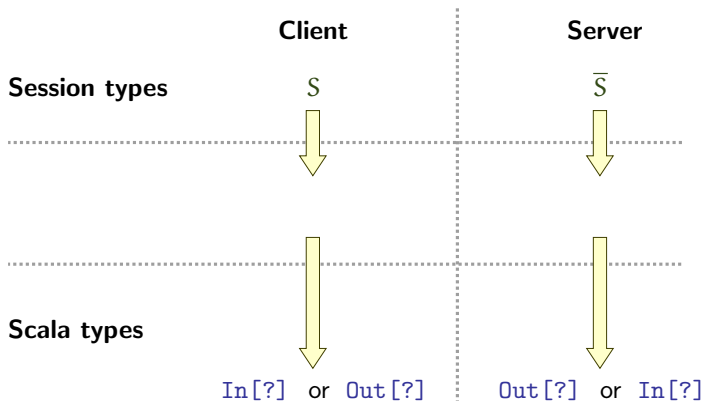 Client Server
Session types S S̅
Scala types
In[?] or Out[?] Out[?] or In[?]